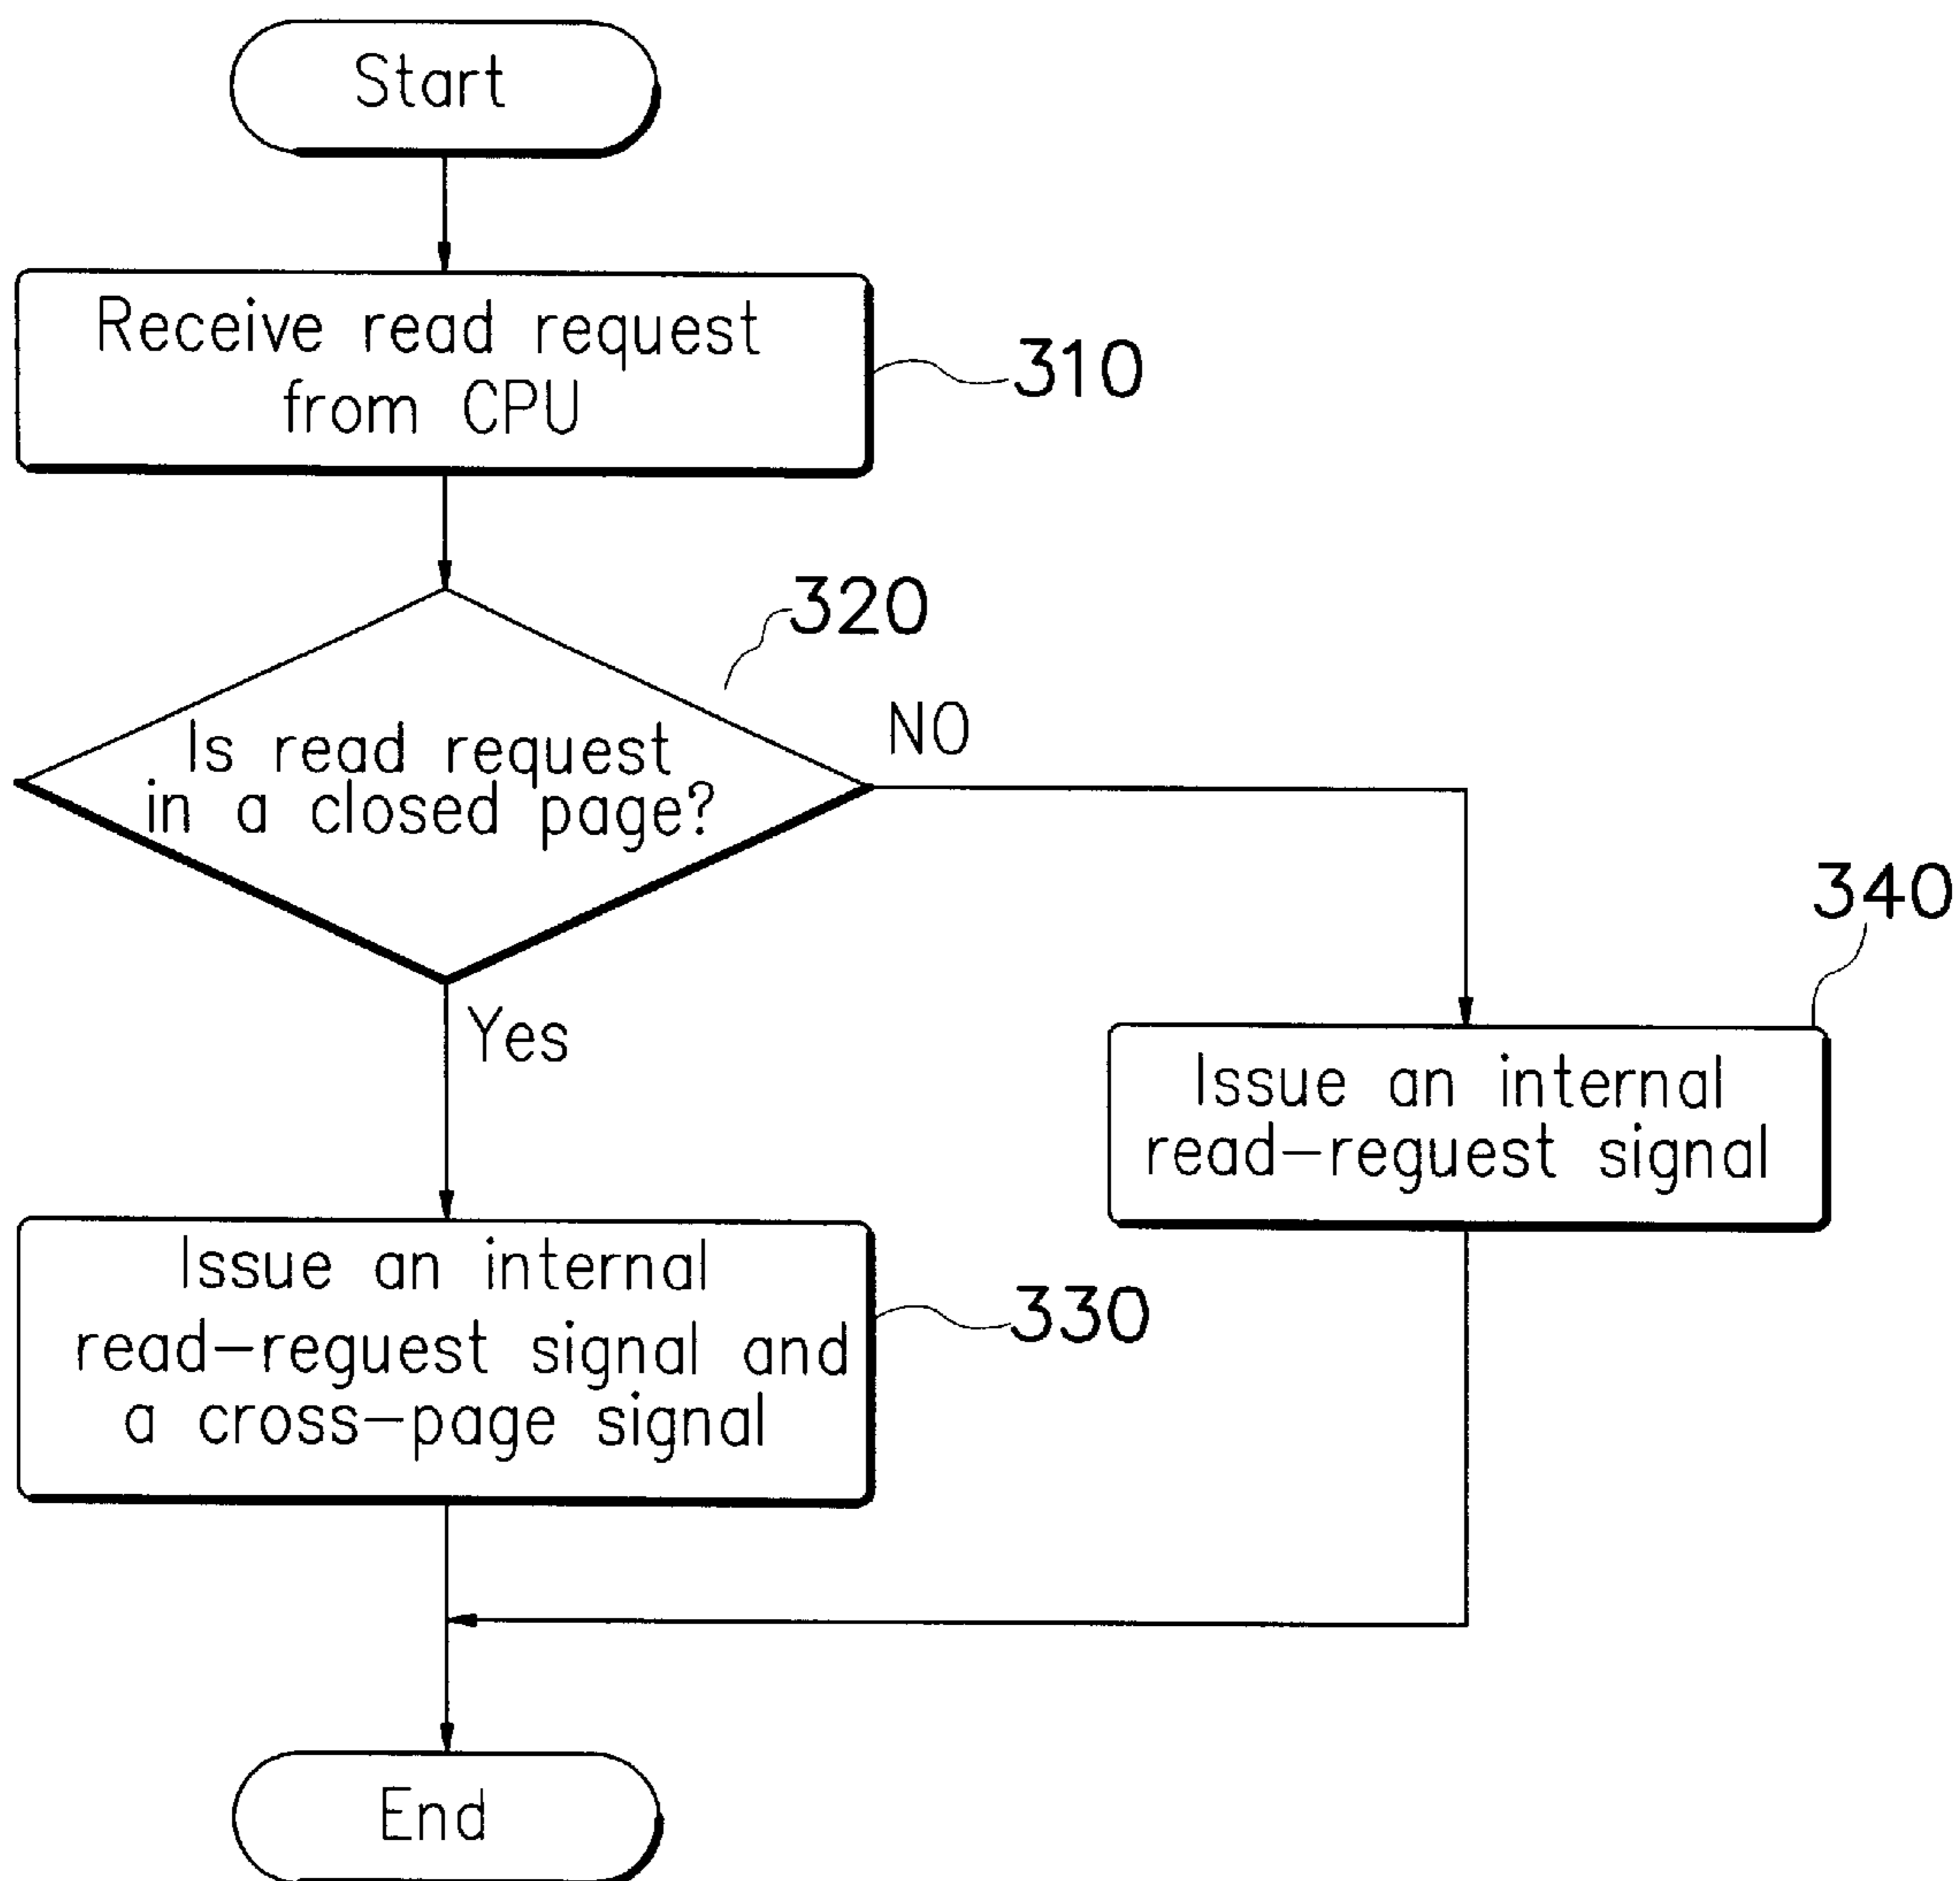 Start
Receive read request
from CPU
310
320
Is read request
in a closed page?
NO
Yes
340
Issue an internal
read-reguest signal
Issue an internal
read-reguest signal and
a cross-page signal
330
End